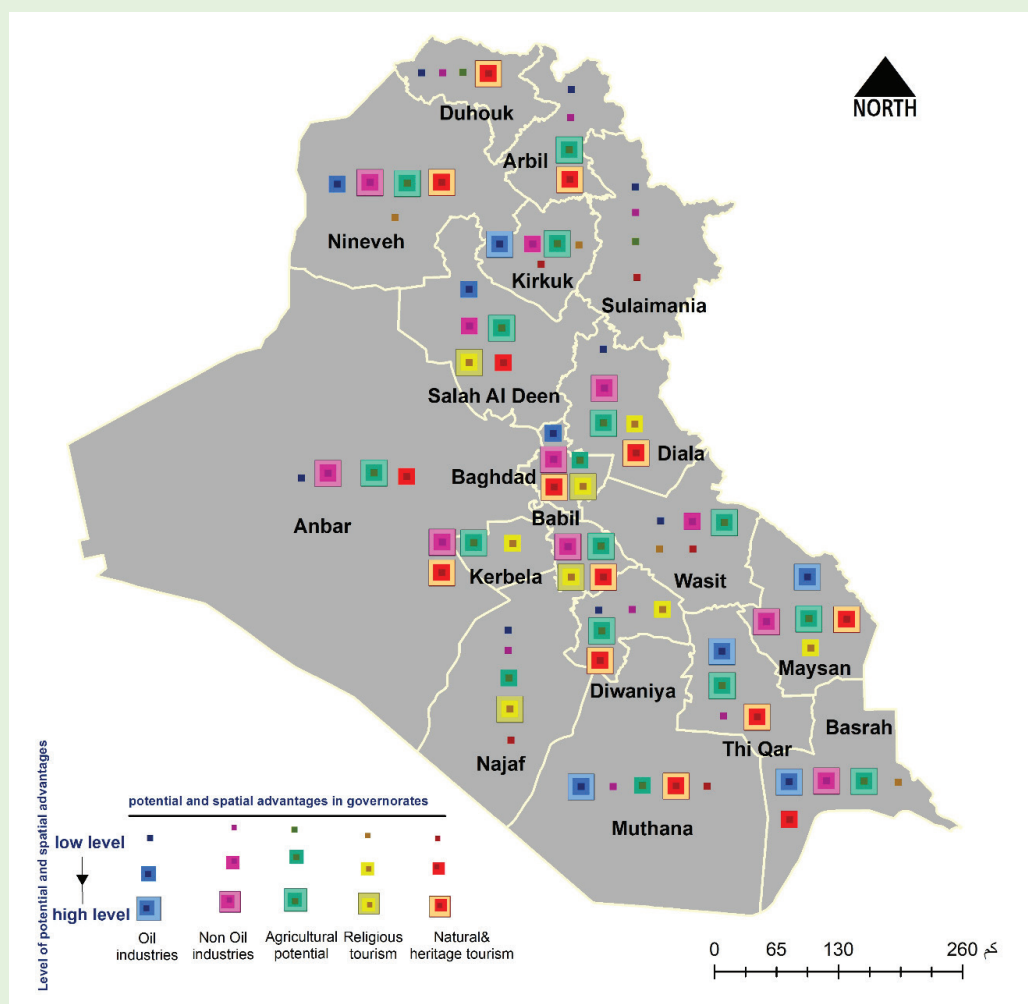 NORTH
Duhouk
Arbil
Nineveh
Kirkuk
Sulaimania
Salah Al Deen
Diala
Baghdad
Anbar
Babil
Kerbela
Wasit
Maysan
Diwaniya
Najaf
Thi Qar
Basrah
Muthana
Level of potential and spatial advantages
potential and spatial advantages in governorates
low level
high level
Oil
industries
Non Oil
industries
Agricultural
potential
Religious
tourism
Natural&
heritage tourism
0 65 130 260 كم